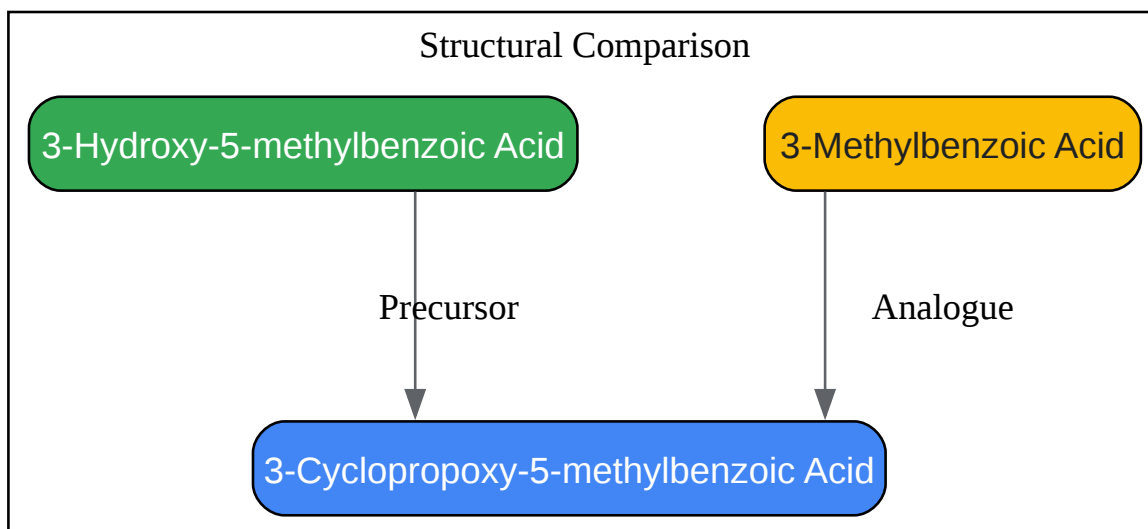 Structural Comparison
3-Hydroxy-5-methylbenzoic Acid
3-Methylbenzoic Acid
Precursor
Analogue
3-Cyclopropoxy-5-methylbenzoic Acid